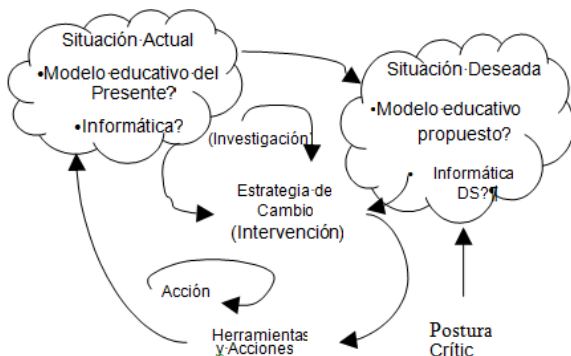 Situación·Actual
•Modelo·educativo·del
Presente?
•Informática?
Situación·Deseada
•Modelo·educativo
propuesto?
• Informática
DS?¶
(Investigación)
Estrategia·de
Cambio
(Intervención)
Acción
Herramientas
y·Acciones
Postura
Crític